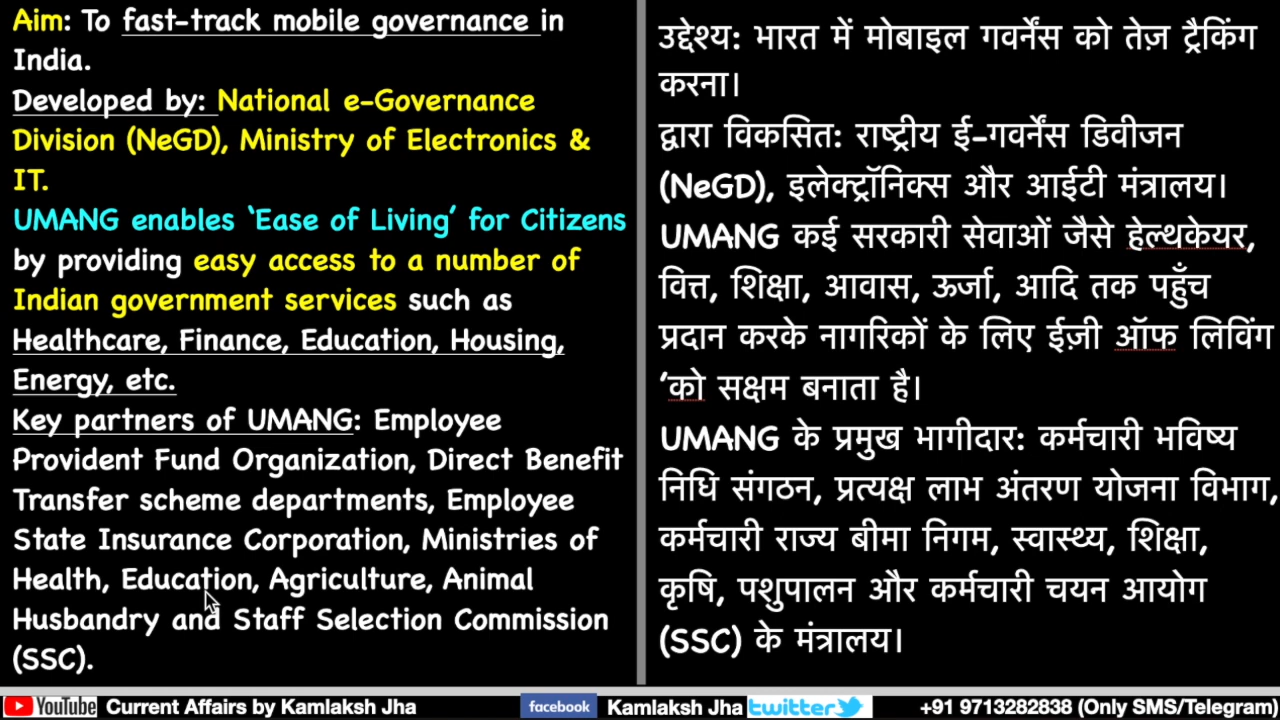 Aim: To fast-track mobile governance in
India.
Developed by: National e-Governance
Division (NeGD), Ministry of Electronics &
IT.
UMANG enables ‘Ease of Living’ for Citizens
by providing easy access to a number of
Indian government services such as
Healthcare, Finance, Education, Housing,
Energy, etc.
Key partners of UMANG: Employee
Provident Fund Organization, Direct Benefit
Transfer scheme departments, Employee
State Insurance Corporation, Ministries of
Health, Education, Agriculture, Animal
Husbandry and Staff Selection Commission
(SSC).
उद्देश्य: भारत में मोबाइल गवर्नेंस को तेज़ ट्रैकिंग
करना।
द्वारा विकसित: राष्ट्रीय ई-गवर्नेंस डिवीजन
(NeGD), इलेक्ट्रॉनिक्स और आईटी मंत्रालय।
UMANG कई सरकारी सेवाओं जैसे हेल्थकेयर,
वित्त, शिक्षा, आवास, ऊर्जा, आदि तक पहुँच
प्रदान करके नागरिकों के लिए ईज़ी ऑफ लिविंग
‘को सक्षम बनाता है।
UMANG के प्रमुख भागीदार: कर्मचारी भविष्य
निधि संगठन, प्रत्यक्ष लाभ अंतरण योजना विभाग,
कर्मचारी राज्य बीमा निगम, स्वास्थ्य, शिक्षा,
कृषि, पशुपालन और कर्मचारी चयन आयोग
(SSC) के मंत्रालय।
YouTube Current Affairs by Kamlaksh Jha facebook Kamlaksh Jha twitter +91 9713282838 (Only SMS/Telegram)